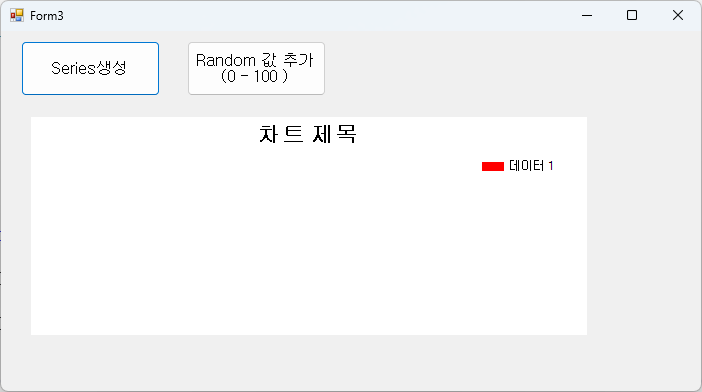 Form3
Series생성
Random 값 추가
(0 - 100 )
차트 제목
데이터 1